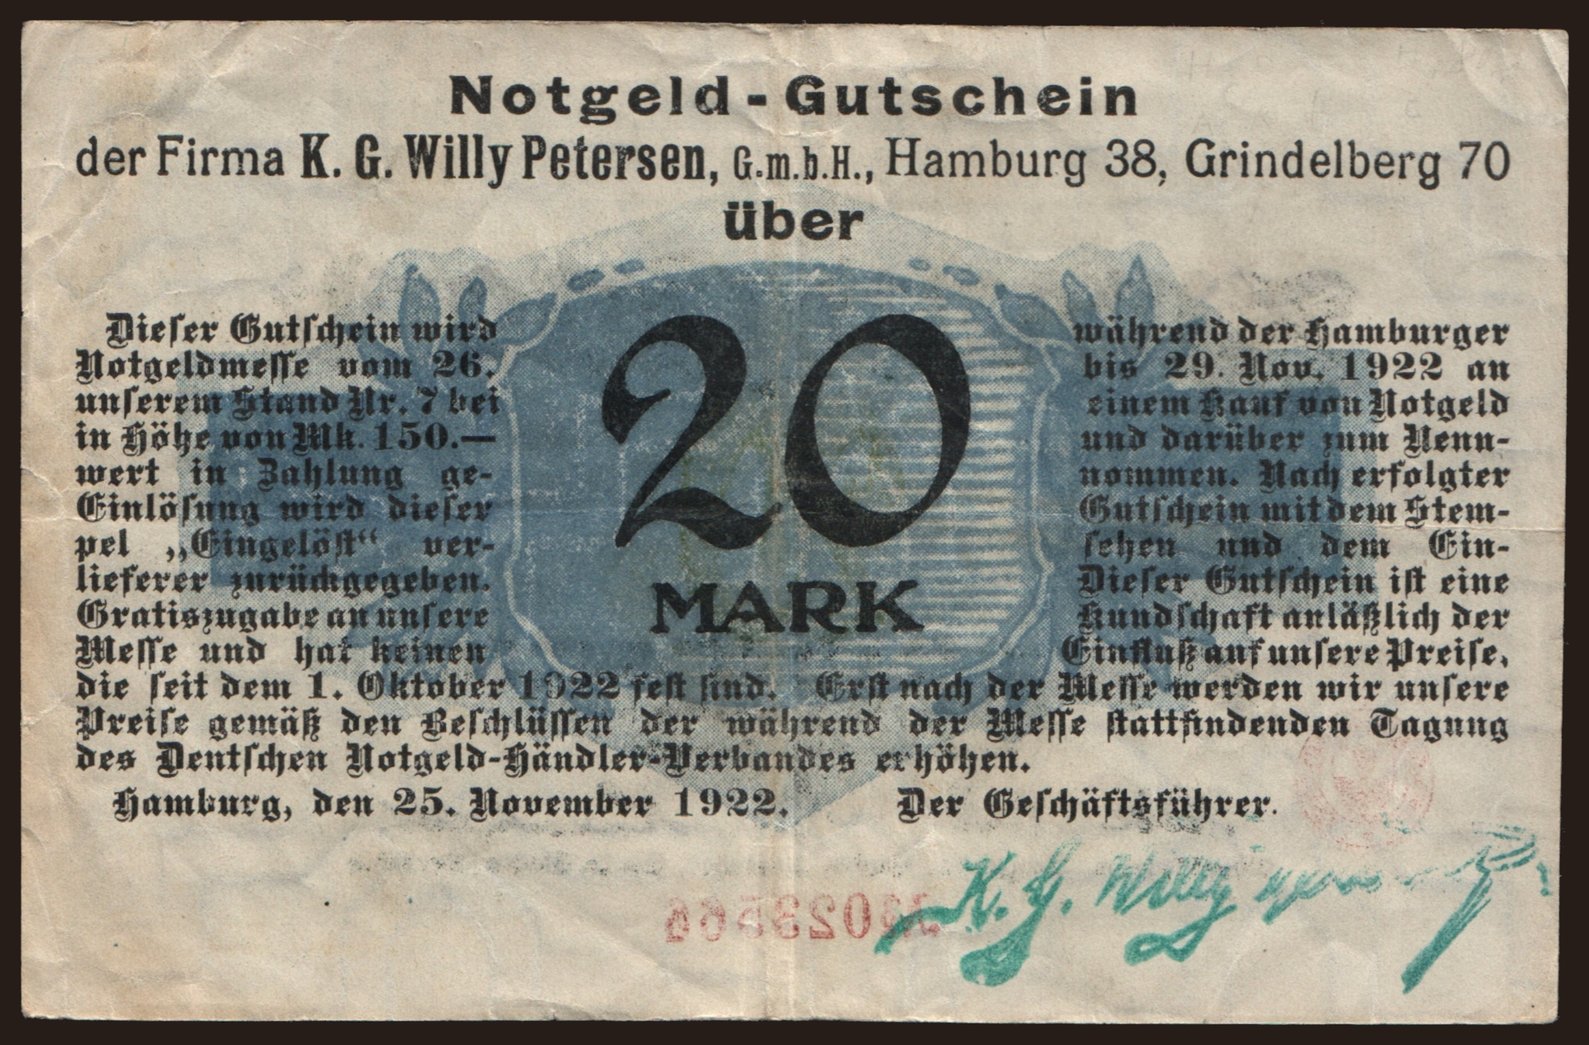 Notgeld-Gutschein
der Firma K. G. Willy Petersen, G.m.b.H., Hamburg 38, Grindelberg 70
über
Dieser Gutschein wird während der Hamburger
Notgeldmesse vom 26. bis 29. Nov. 1922 an
unserem Stand Nr. 7 bei einem Kauf von Notgeld
in Höhe von Mk. 150.— und darüber zum Nenn-
wert in Zahlung ge- nommen. Nach erfolgter
Einlösung wird dieser Gutschein mit dem Stem-
pel „Eingelöst“ ver- sehen und dem Ein-
lieferer zurückgegeben. Dieser Gutschein ist eine
Gratiszugabe an unsere Kundschaft anläßlich der
Messe und hat keinen Einfluß auf unsere Preise,
20
MARK
die seit dem 1. Oktober 1922 fest sind. Erst nach der Messe werden wir unsere
Preise gemäß den Beschlüssen der während der Messe stattfindenden Tagung
des Deutschen Notgeld-Händler-Verbandes erhöhen.
Hamburg, den 25. November 1922. Der Geschäftsführer.
K. G. Willy